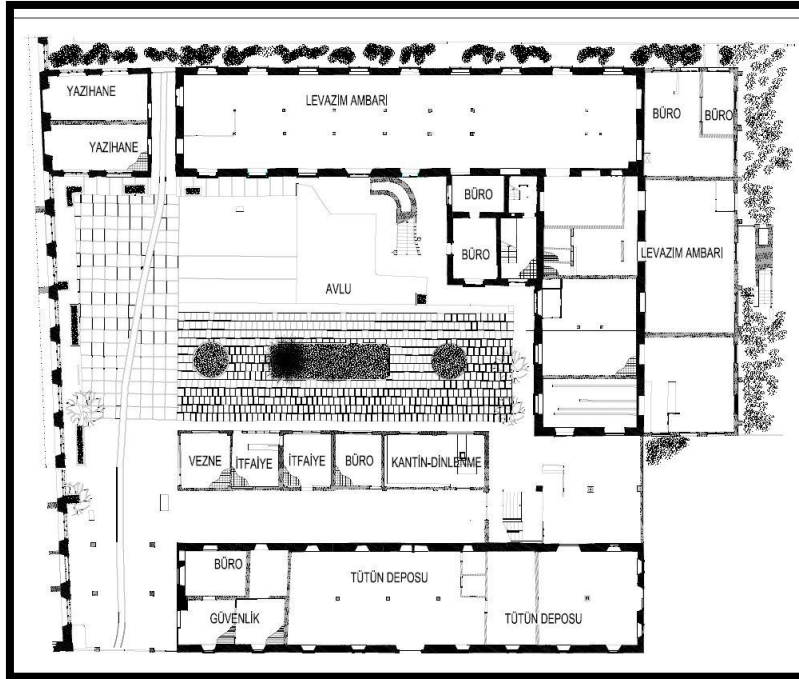 YAZIHANE
YAZIHANE
LEVAZIM AMBARI
BÜRO
BÜRO
BÜRO
BÜRO
LEVAZIM AMBARI
AVLU
VEZNE
İTFAİYE
İTFAİYE
BÜRO
KANTİN-DİNLENME
BÜRO
TÜTÜN DEPOSU
GÜVENLİK
TÜTÜN DEPOSU